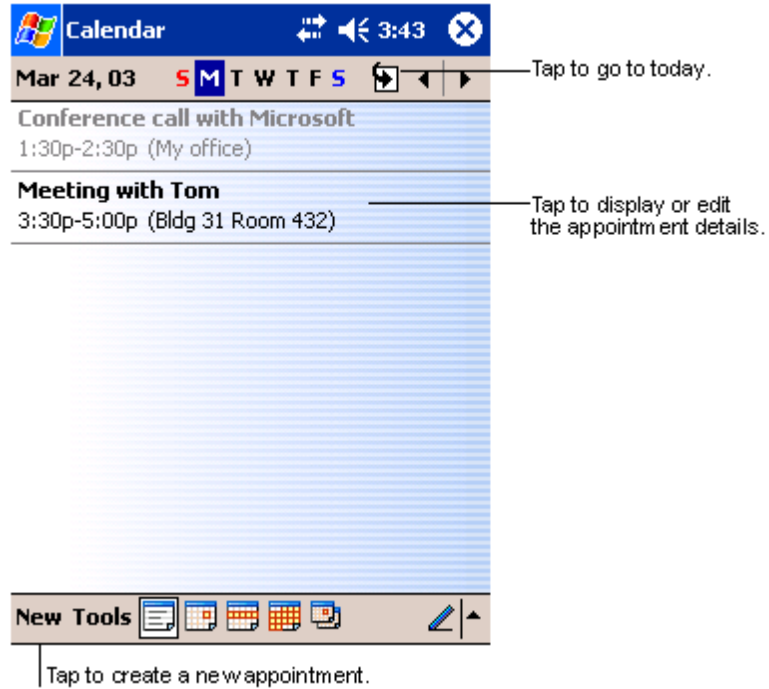 Calendar 3:43
Mar 24, 03 S M T W T F S
Tap to go to today.
Conference call with Microsoft
1:30p-2:30p (My office)
Meeting with Tom
3:30p-5:00p (Bldg 31 Room 432)
Tap to display or edit
the appointment details.
New Tools
Tap to create a new appointment.